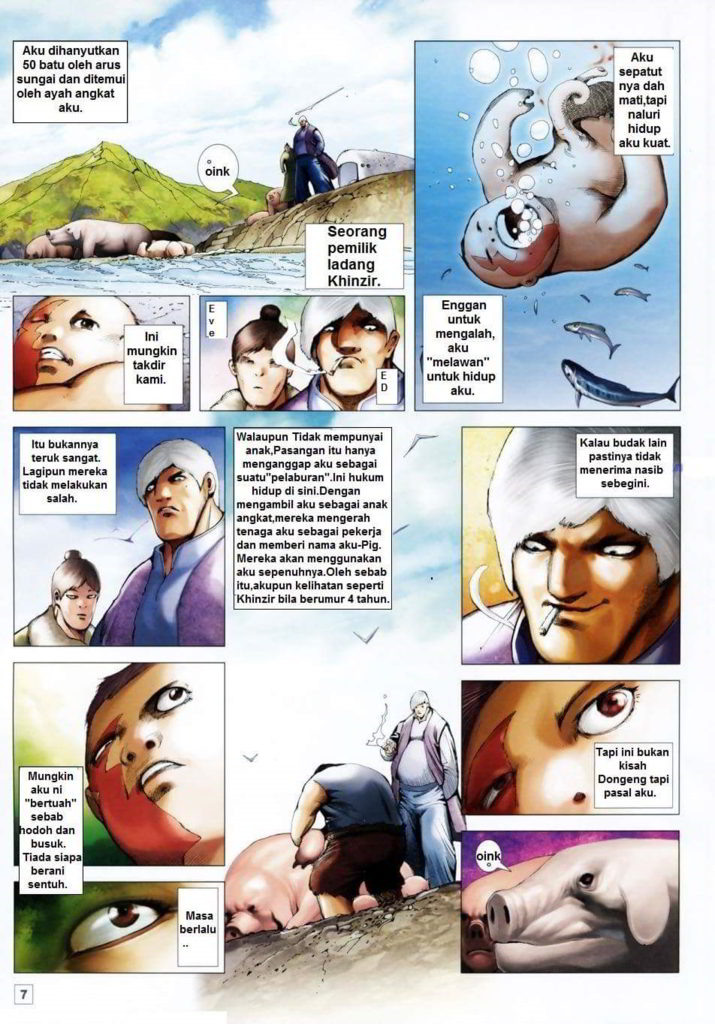 Aku dihanyutkan
50 batu oleh arus
sungai dan ditemui
oleh ayah angkat
aku.
oink
Seorang
pemilik
ladang
Khinzir.
Aku
sepatut
nya dah
mati,tapi
naluri
hidup
aku kuat.
Enggan
untuk
mengalah,
aku
"melawan"
untuk hidup
aku.
Ini
mungkin
takdir
kami.
E
v
e
E
D
Itu bukannya
teruk sangat.
Lagipun mereka
tidak melakukan
salah.
Walaupun Tidak mempunyai
anak,Pasangan itu hanya
menganggap aku sebagai
suatu"pelaburan".Ini hukum
hidup di sini.Dengan
mengambil aku sebagai anak
angkat,mereka mengerah
tenaga aku sebagai pekerja
dan memberi nama aku-Pig.
Mereka akan menggunakan
aku sepenuhnya.Oleh sebab
itu,akupun kelihatan seperti
Khinzir bila berumur 4 tahun.
Kalau budak lain
pastinya tidak
menerima nasib
sebegini.
Mungkin
aku ni
"bertuah"
sebab
hodoh dan
busuk.
Tiada siapa
berani
sentuh.
Tapi ini bukan
kisah
Dongeng tapi
pasal aku.
Masa
berlalu
..
oink
7